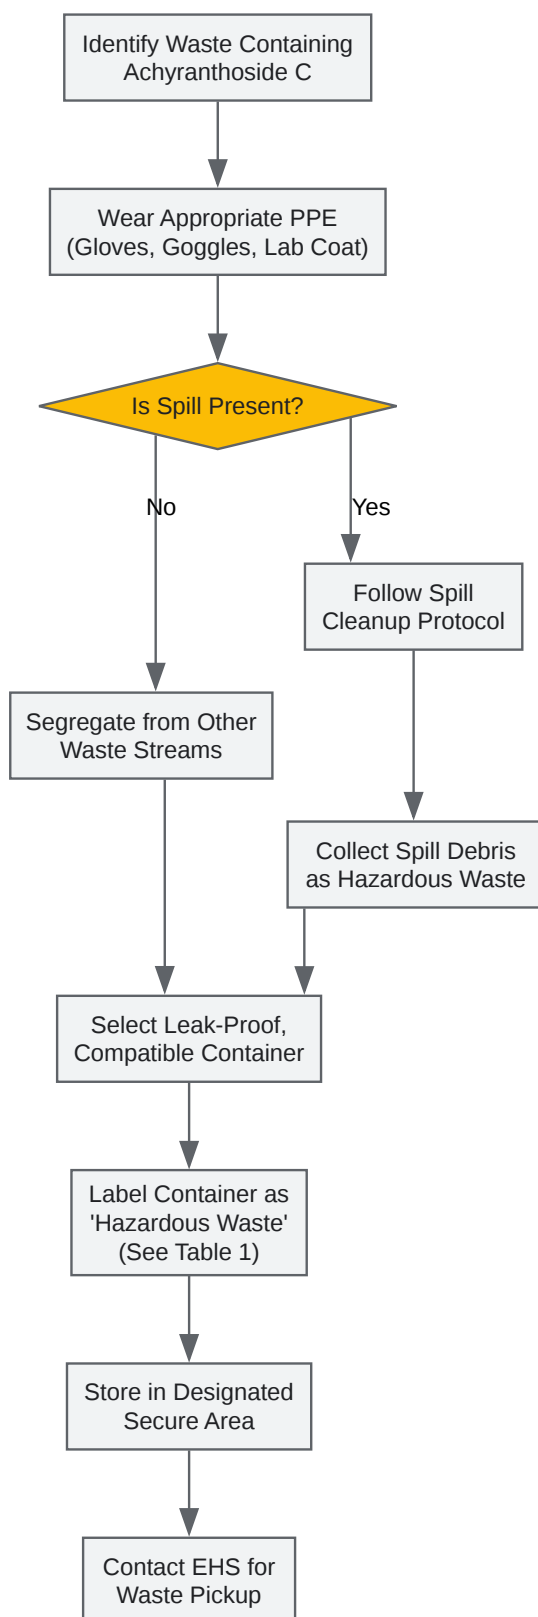 Identify Waste Containing
Achyranthoside C
Wear Appropriate PPE
(Gloves, Goggles, Lab Coat)
Is Spill Present?
No
Yes
Follow Spill
Cleanup Protocol
Segregate from Other
Waste Streams
Collect Spill Debris
as Hazardous Waste
Select Leak-Proof,
Compatible Container
Label Container as
'Hazardous Waste'
(See Table 1)
Store in Designated
Secure Area
Contact EHS for
Waste Pickup